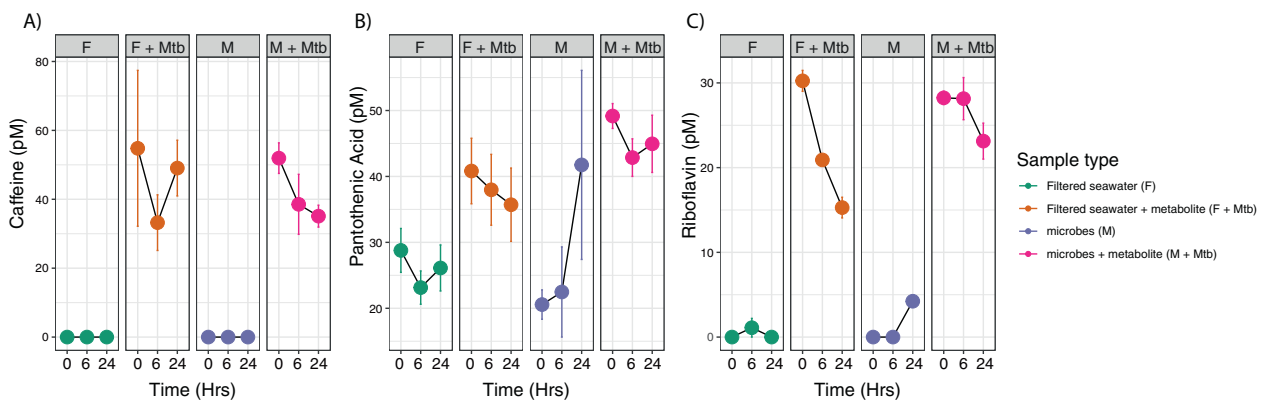 A)
F
F + Mtb
M
M + Mtb
Caffeine (pM)
80
60
40
20
0
0 6 24
0 6 24
0 6 24
0 6 24
Time (Hrs)
B)
F
F + Mtb
M
M + Mtb
Pantothenic Acid (pM)
50
40
30
20
0 6 24
0 6 24
0 6 24
0 6 24
Time (Hrs)
C)
F
F + Mtb
M
M + Mtb
Riboflavin (pM)
30
20
10
0
0 6 24
0 6 24
0 6 24
0 6 24
Time (Hrs)
Sample type
Filtered seawater (F)
Filtered seawater + metabolite (F + Mtb)
microbes (M)
microbes + metabolite (M + Mtb)